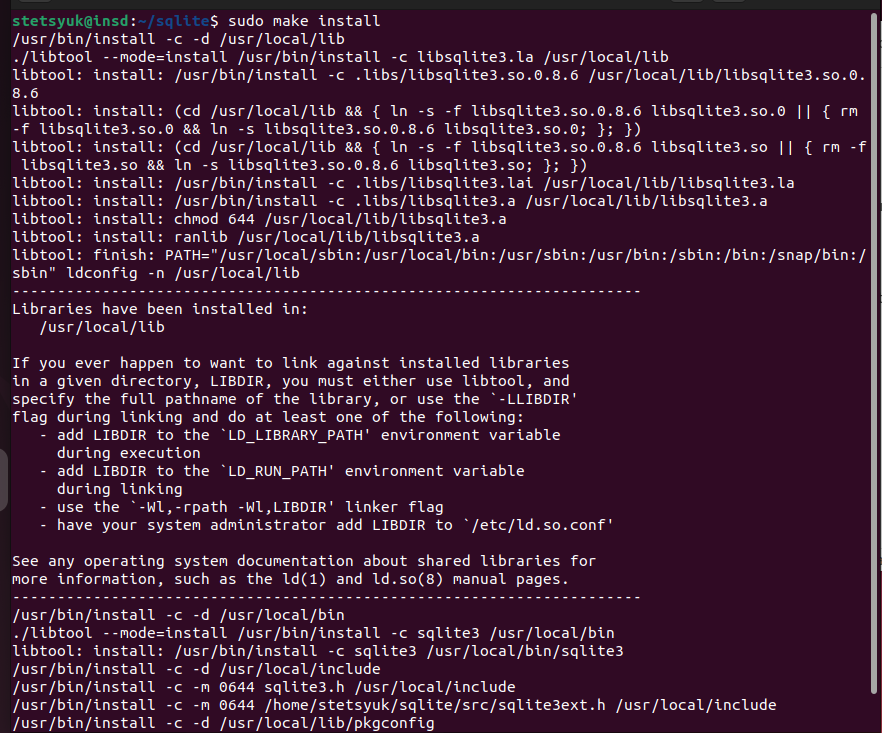 stetsyuk@insd:~/sqlite$ sudo make install
/usr/bin/install -c -d /usr/local/lib
./libtool --mode=install /usr/bin/install -c libsqlite3.la /usr/local/lib
libtool: install: /usr/bin/install -c .libs/libsqlite3.so.0.8.6 /usr/local/lib/libsqlite3.so.0.
8.6
libtool: install: (cd /usr/local/lib && { ln -s -f libsqlite3.so.0.8.6 libsqlite3.so.0 || { rm
-f libsqlite3.so.0 && ln -s libsqlite3.so.0.8.6 libsqlite3.so.0; }; })
libtool: install: (cd /usr/local/lib && { ln -s -f libsqlite3.so.0.8.6 libsqlite3.so || { rm -f
 libsqlite3.so && ln -s libsqlite3.so.0.8.6 libsqlite3.so; }; })
libtool: install: /usr/bin/install -c .libs/libsqlite3.lai /usr/local/lib/libsqlite3.la
libtool: install: /usr/bin/install -c .libs/libsqlite3.a /usr/local/lib/libsqlite3.a
libtool: install: chmod 644 /usr/local/lib/libsqlite3.a
libtool: install: ranlib /usr/local/lib/libsqlite3.a
libtool: finish: PATH="/usr/local/sbin:/usr/local/bin:/usr/sbin:/usr/bin:/sbin:/bin:/snap/bin:/
sbin" ldconfig -n /usr/local/lib
----------------------------------------------------------------------
Libraries have been installed in:
   /usr/local/lib

If you ever happen to want to link against installed libraries
in a given directory, LIBDIR, you must either use libtool, and
specify the full pathname of the library, or use the `-LLIBDIR'
flag during linking and do at least one of the following:
   - add LIBDIR to the `LD_LIBRARY_PATH' environment variable
     during execution
   - add LIBDIR to the `LD_RUN_PATH' environment variable
     during linking
   - use the `-Wl,-rpath -Wl,LIBDIR' linker flag
   - have your system administrator add LIBDIR to `/etc/ld.so.conf'

See any operating system documentation about shared libraries for
more information, such as the ld(1) and ld.so(8) manual pages.
----------------------------------------------------------------------
/usr/bin/install -c -d /usr/local/bin
./libtool --mode=install /usr/bin/install -c sqlite3 /usr/local/bin
libtool: install: /usr/bin/install -c sqlite3 /usr/local/bin/sqlite3
/usr/bin/install -c -d /usr/local/include
/usr/bin/install -c -m 0644 sqlite3.h /usr/local/include
/usr/bin/install -c -m 0644 /home/stetsyuk/sqlite/src/sqlite3ext.h /usr/local/include
/usr/bin/install -c -d /usr/local/lib/pkgconfig